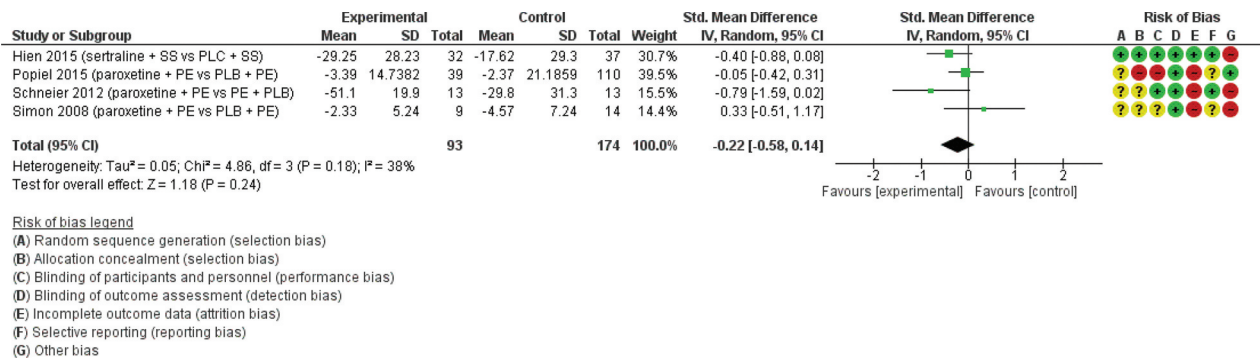 Experimental Control Std. Mean Difference Std. Mean Difference Risk of Bias
Study or Subgroup Mean SD Total Mean SD Total Weight IV, Random, 95% CI IV, Random, 95% CI A B C D E F G
Hien 2015 (sertraline + SS vs PLC + SS) -29.25 28.23 32 -17.62 29.3 37 30.7% -0.40 [-0.88, 0.08] + + + + + + -
Popiel 2015 (paroxetine + PE vs PLB + PE) -3.39 14.7382 39 -2.37 21.1859 110 39.5% -0.05 [-0.42, 0.31] ? - - + - ? +
Schneier 2012 (paroxetine + PE vs PE + PLB) -51.1 19.9 13 -29.8 31.3 13 15.5% -0.79 [-1.59, 0.02] ? ? + + - + -
Simon 2008 (paroxetine + PE vs PLB + PE) -2.33 5.24 9 -4.57 7.24 14 14.4% 0.33 [-0.51, 1.17] ? ? ? + - ? -
Total (95% CI) 93 174 100.0% -0.22 [-0.58, 0.14]
Heterogeneity: Tau² = 0.05; Chi² = 4.86, df = 3 (P = 0.18); I² = 38%
Test for overall effect: Z = 1.18 (P = 0.24)
-2 -1 0 1 2
Favours [experimental] Favours [control]
Risk of bias legend
(A) Random sequence generation (selection bias)
(B) Allocation concealment (selection bias)
(C) Blinding of participants and personnel (performance bias)
(D) Blinding of outcome assessment (detection bias)
(E) Incomplete outcome data (attrition bias)
(F) Selective reporting (reporting bias)
(G) Other bias